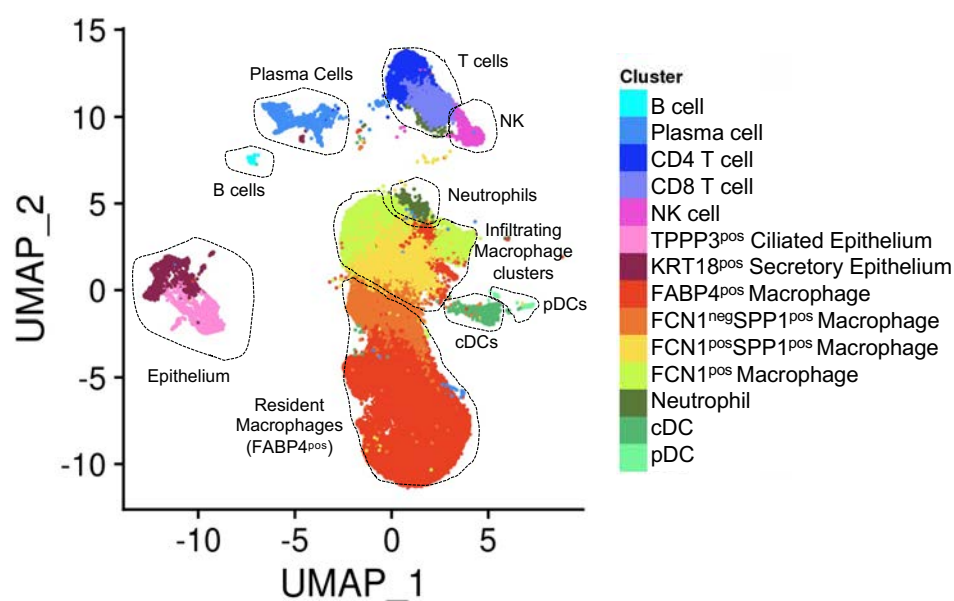 15
10
5
0
-5
-10
UMAP_2
-10
-5
0
5
UMAP_1
Plasma Cells
T cells
NK
B cells
Neutrophils
Infiltrating
Macrophage
clusters
pDCs
cDCs
Epithelium
Resident
Macrophages
(FABP4ᵖᵒˢ)
Cluster
B cell
Plasma cell
CD4 T cell
CD8 T cell
NK cell
TPPP3ᵖᵒˢ Ciliated Epithelium
KRT18ᵖᵒˢ Secretory Epithelium
FABP4ᵖᵒˢ Macrophage
FCN1ⁿᵉᵍSPP1ᵖᵒˢ Macrophage
FCN1ᵖᵒˢSPP1ᵖᵒˢ Macrophage
FCN1ᵖᵒˢ Macrophage
Neutrophil
cDC
pDC